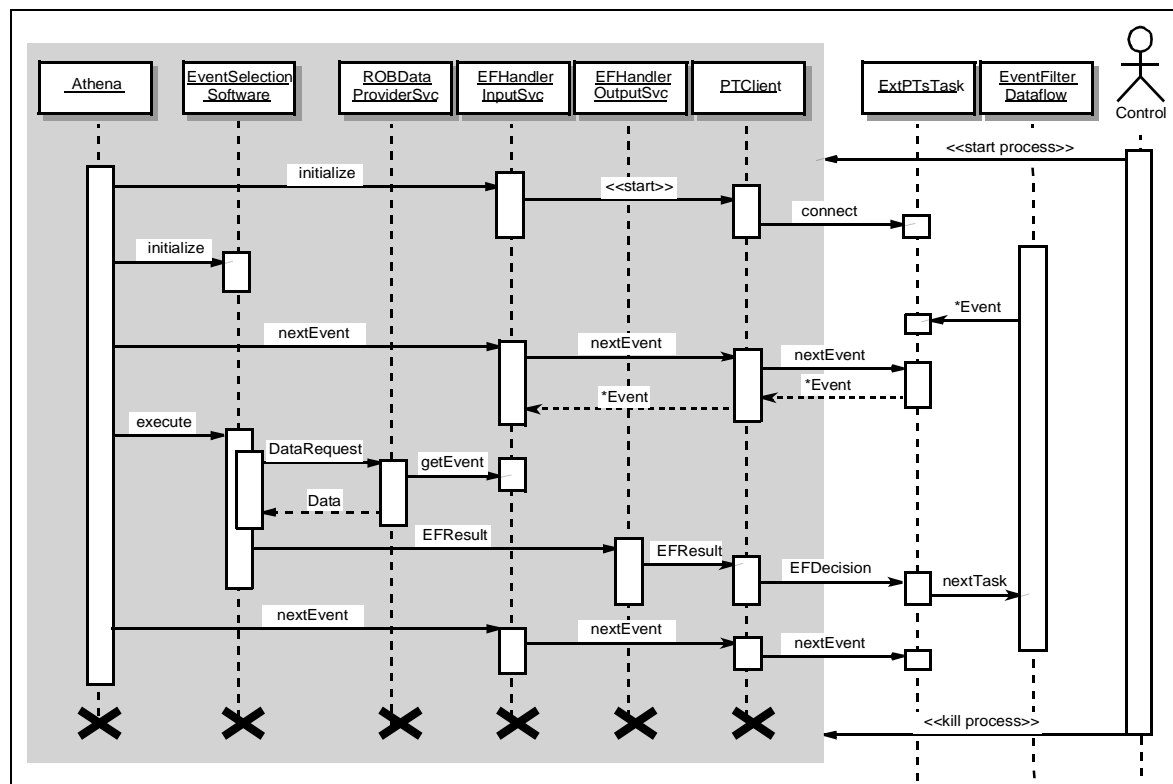 Athena
EventSelection
Software
ROBData
ProviderSvc
EFHandler
InputSvc
EFHandler
OutputSvc
PTClient
ExtPTsTask
EventFilter
Dataflow
Control
<<start process>>
initialize
<<start>>
connect
initialize
*Event
nextEvent
nextEvent
nextEvent
*Event
*Event
execute
DataRequest
getEvent
Data
EFResult
EFResult
EFDecision
nextTask
nextEvent
nextEvent
nextEvent
<<kill process>>